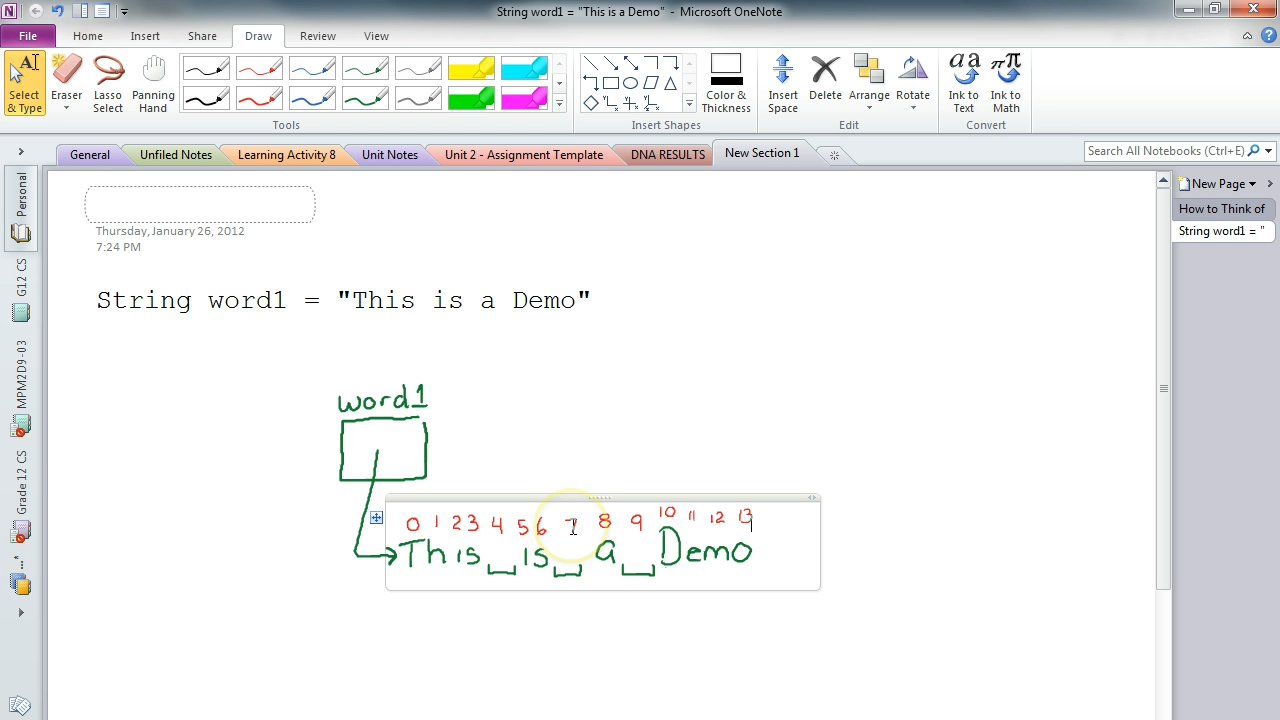 String word1 = "This is a Demo" - Microsoft OneNote
File Home Insert Share Draw Review View
Select & Type
Eraser
Lasso Select
Panning Hand
Color & Thickness
Insert Space
Delete
Arrange
Rotate
Ink to Text
Ink to Math
Tools Insert Shapes Edit Convert
General Unfiled Notes Learning Activity 8 Unit Notes Unit 2 - Assignment Template DNA RESULTS New Section 1
Search All Notebooks (Ctrl+E)
New Page
How to Think of
String word1 = "
Personal
G12 CS
MPM2D9-03
Grade 12 CS
Thursday, January 26, 2012
7:24 PM
String word1 = "This is a Demo"
word1
0 1 2 3 4 5 6 7 8 9 10 11 12 13
This is a Demo